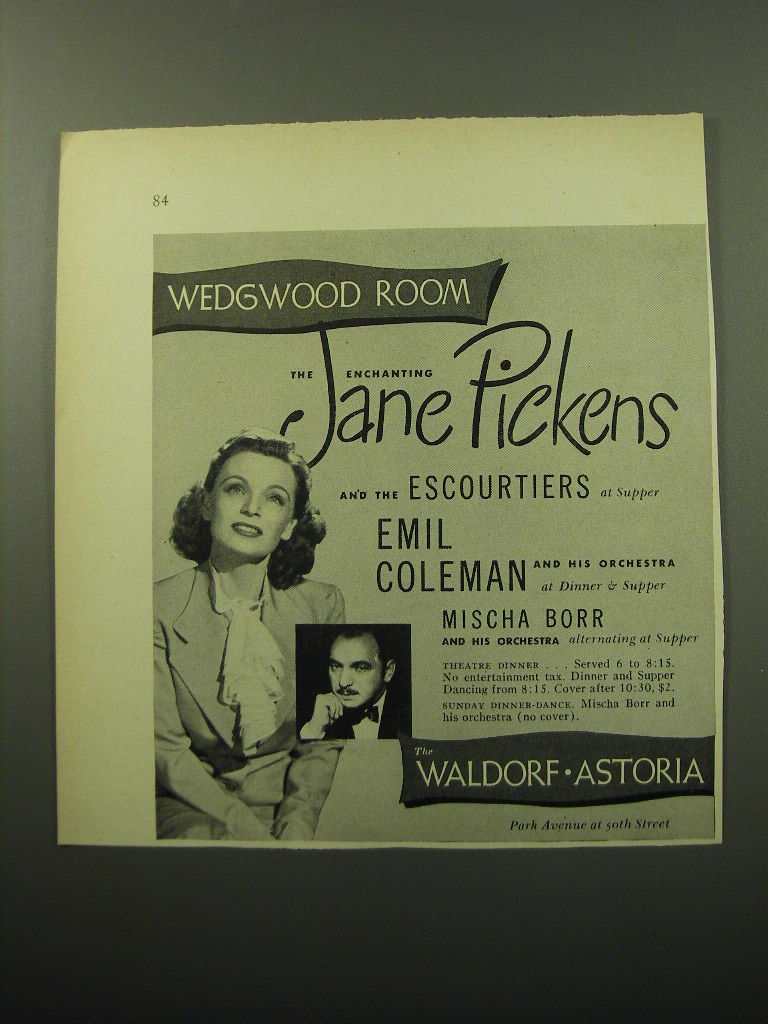 84
WEDGWOOD ROOM
THE ENCHANTING
Jane Pickens
AND THE ESCOURTIERS at Supper
EMIL
COLEMAN AND HIS ORCHESTRA
at Dinner & Supper
MISCHA BORR
AND HIS ORCHESTRA alternating at Supper
THEATRE DINNER . . . Served 6 to 8:15.
No entertainment tax. Dinner and Supper
Dancing from 8:15. Cover after 10:30, $2.
SUNDAY DINNER-DANCE. Mischa Borr and
his orchestra (no cover).
The
WALDORF•ASTORIA
Park Avenue at 50th Street